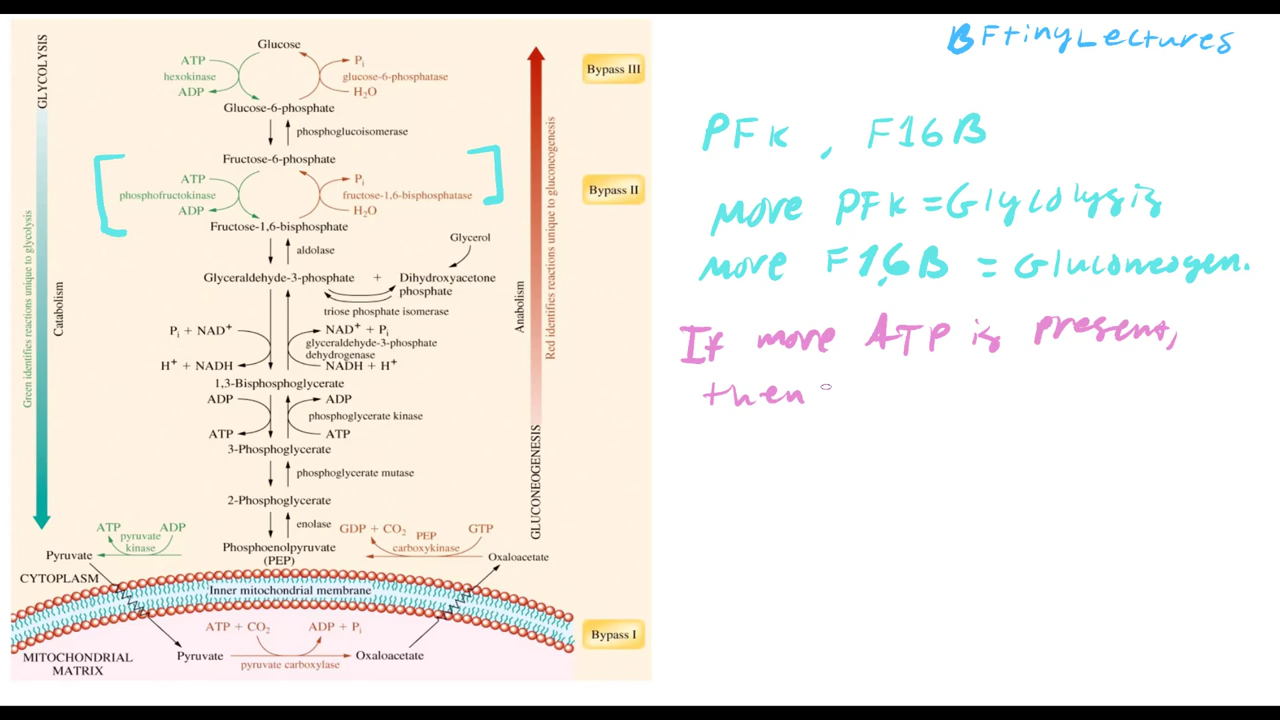 GLYCOLYSIS
Green identifies reactions unique to glycolysis
Catabolism
Glucose
ATP
hexokinase
ADP
Pi
glucose-6-phosphatase
H2O
Glucose-6-phosphate
phosphoglucoisomerase
Fructose-6-phosphate
ATP
phosphofructokinase
ADP
Pi
fructose-1,6-bisphosphatase
H2O
Fructose-1,6-bisphosphate
aldolase
Glycerol
Glyceraldehyde-3-phosphate + Dihydroxyacetone
phosphate
triose phosphate isomerase
Pi + NAD+
H+ + NADH
NAD+ + Pi
glyceraldehyde-3-phosphate
dehydrogenase
NADH + H+
1,3-Bisphosphoglycerate
ADP
ATP
ADP
phosphoglycerate kinase
ATP
3-Phosphoglycerate
phosphoglycerate mutase
2-Phosphoglycerate
enolase
ATP ADP
pyruvate
kinase
Pyruvate
Phosphoenolpyruvate
(PEP)
GDP + CO2
PEP
carboxykinase
GTP
Oxaloacetate
CYTOPLASM
Inner mitochondrial membrane
MITOCHONDRIAL
MATRIX
ATP + CO2 ADP + Pi
Pyruvate
pyruvate carboxylase
Oxaloacetate
Anabolism
Red identifies reactions unique to gluconeogenesis
GLUCONEOGENESIS
Bypass III
Bypass II
Bypass I
BFtinyLectures
PFK, F16B
more PFK = Glycolysis
more F1,6B = Gluconeogen.
If more ATP is present,
then